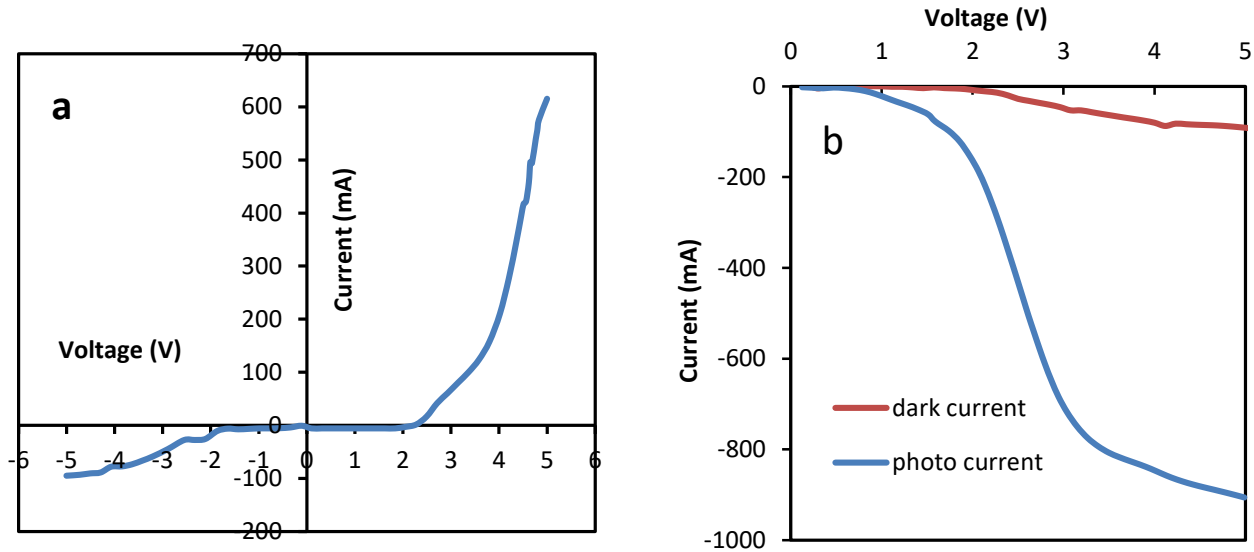 a
700
600
500
400
300
200
100
0
-100
-200
Current (mA)
Voltage (V)
-6 -5 -4 -3 -2 -1 0 1 2 3 4 5 6
Voltage (V)
0 1 2 3 4 5
b
0
-200
-400
-600
-800
-1000
Current (mA)
dark current
photo current